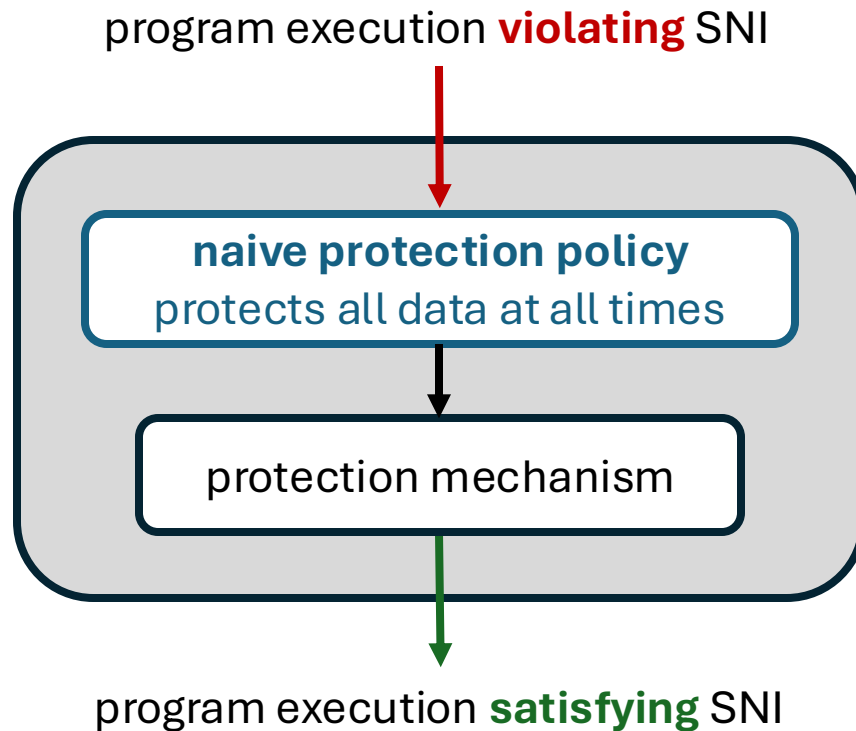 program execution violating SNI
naive protection policy
protects all data at all times
protection mechanism
program execution satisfying SNI